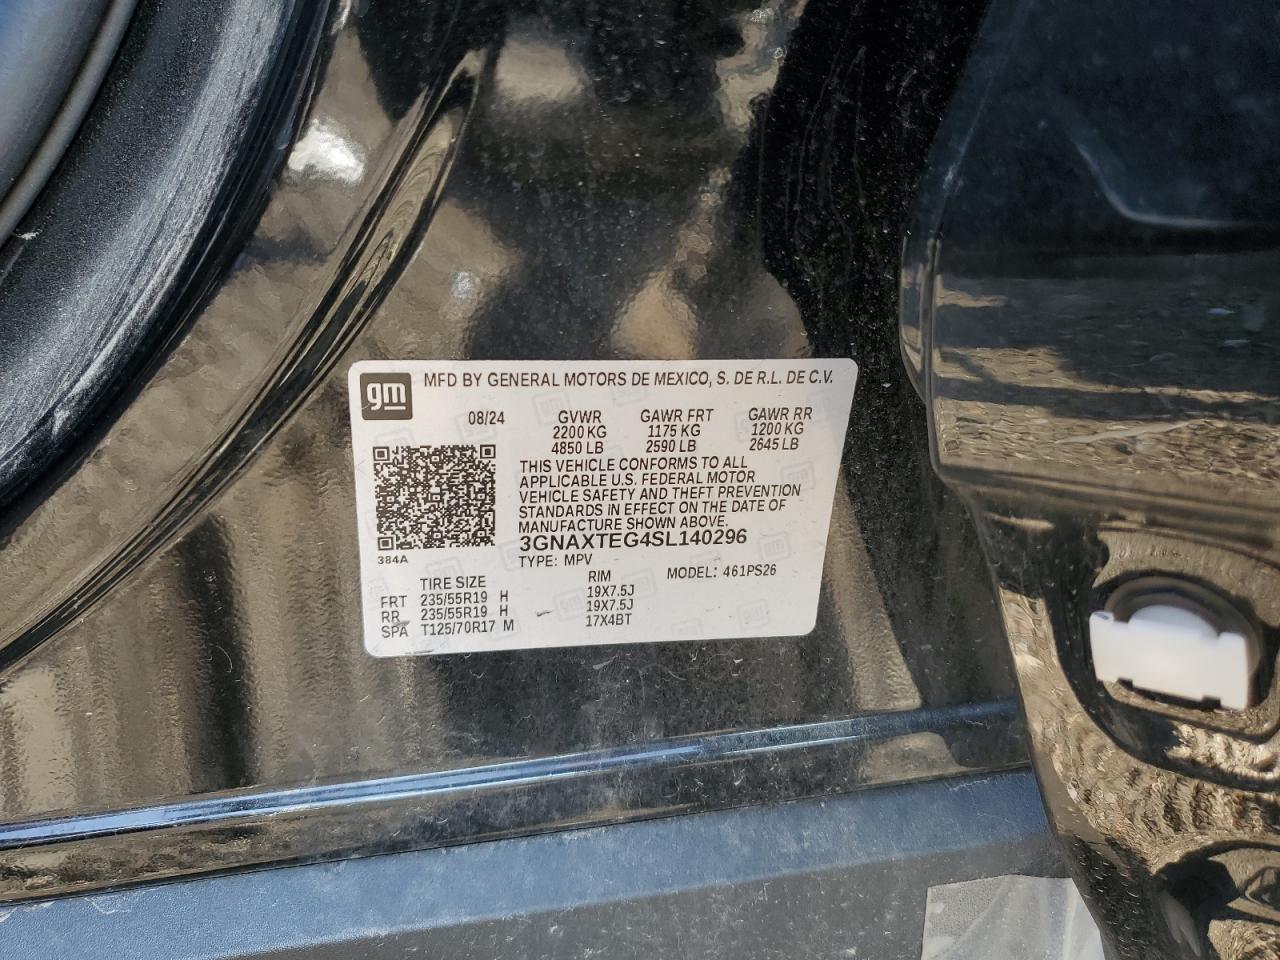 gm MFD BY GENERAL MOTORS DE MEXICO, S. DE R.L. DE C.V.
08/24 GVWR GAWR FRT GAWR RR
2200 KG 1175 KG 1200 KG
4850 LB 2590 LB 2645 LB
THIS VEHICLE CONFORMS TO ALL
APPLICABLE U.S. FEDERAL MOTOR
VEHICLE SAFETY AND THEFT PREVENTION
STANDARDS IN EFFECT ON THE DATE OF
MANUFACTURE SHOWN ABOVE.
3GNAXTEG4SL140296
384A TYPE: MPV
TIRE SIZE RIM MODEL: 461PS26
FRT 235/55R19 H 19X7.5J
RR 235/55R19 H 19X7.5J
SPA T125/70R17 M 17X4BT